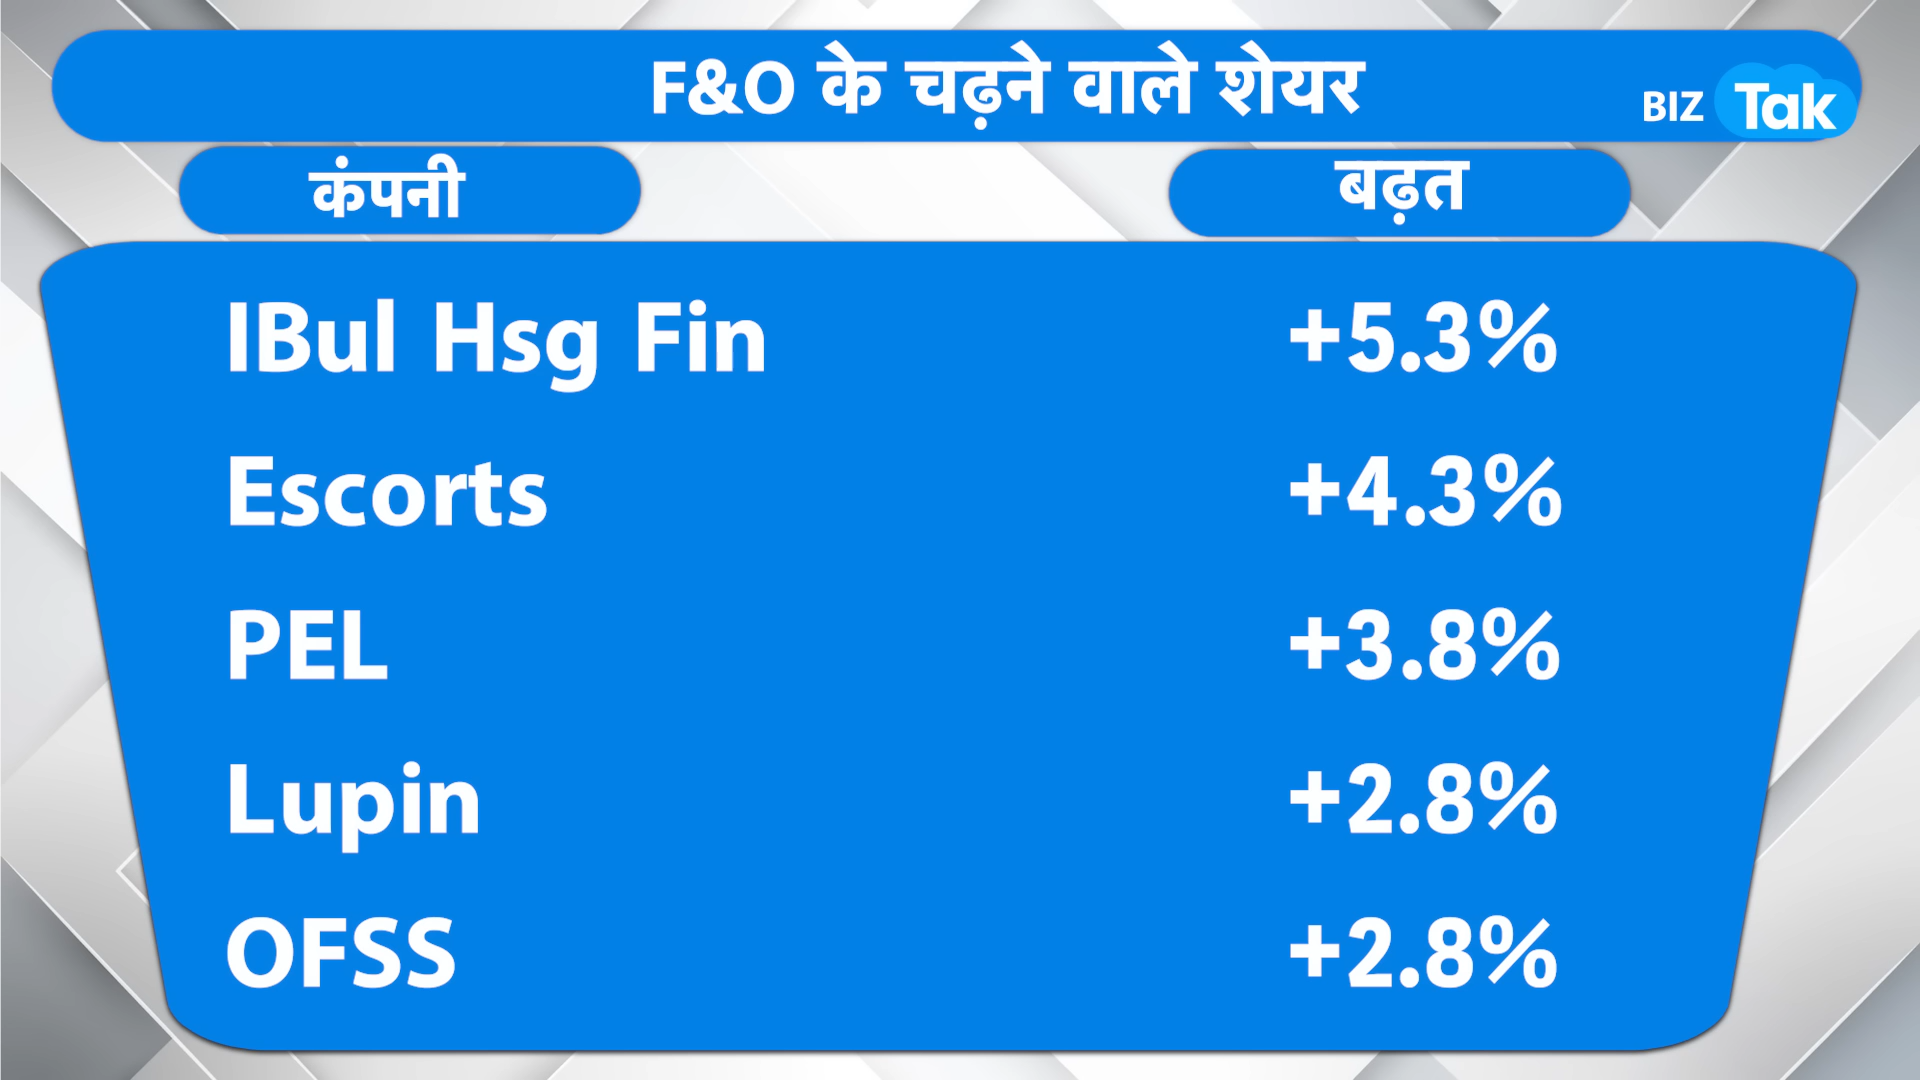 F&O के चढ़ने वाले शेयर
BIZ Tak
कंपनी बढ़त
IBul Hsg Fin +5.3%
Escorts +4.3%
PEL +3.8%
Lupin +2.8%
OFSS +2.8%